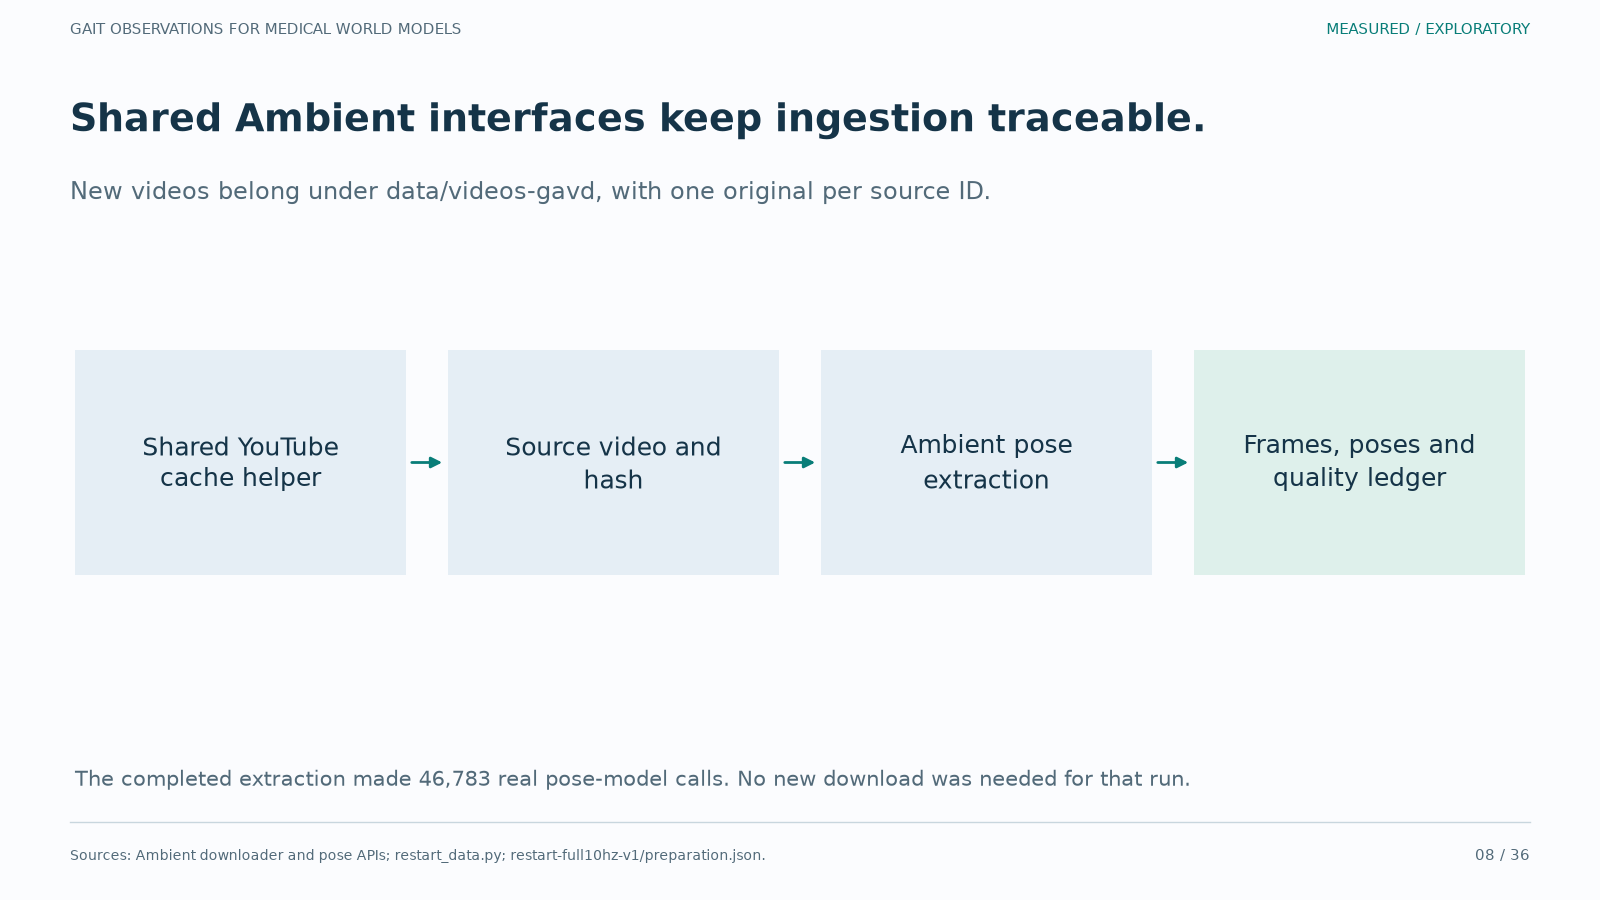 GAIT OBSERVATIONS FOR MEDICAL WORLD MODELS
MEASURED / EXPLORATORY
Shared Ambient interfaces keep ingestion traceable.
New videos belong under data/videos-gavd, with one original per source ID.
Shared YouTube
cache helper
Source video and
hash
Ambient pose
extraction
Frames, poses and
quality ledger
The completed extraction made 46,783 real pose-model calls. No new download was needed for that run.
Sources: Ambient downloader and pose APIs; restart_data.py; restart-full10hz-v1/preparation.json.
08 / 36